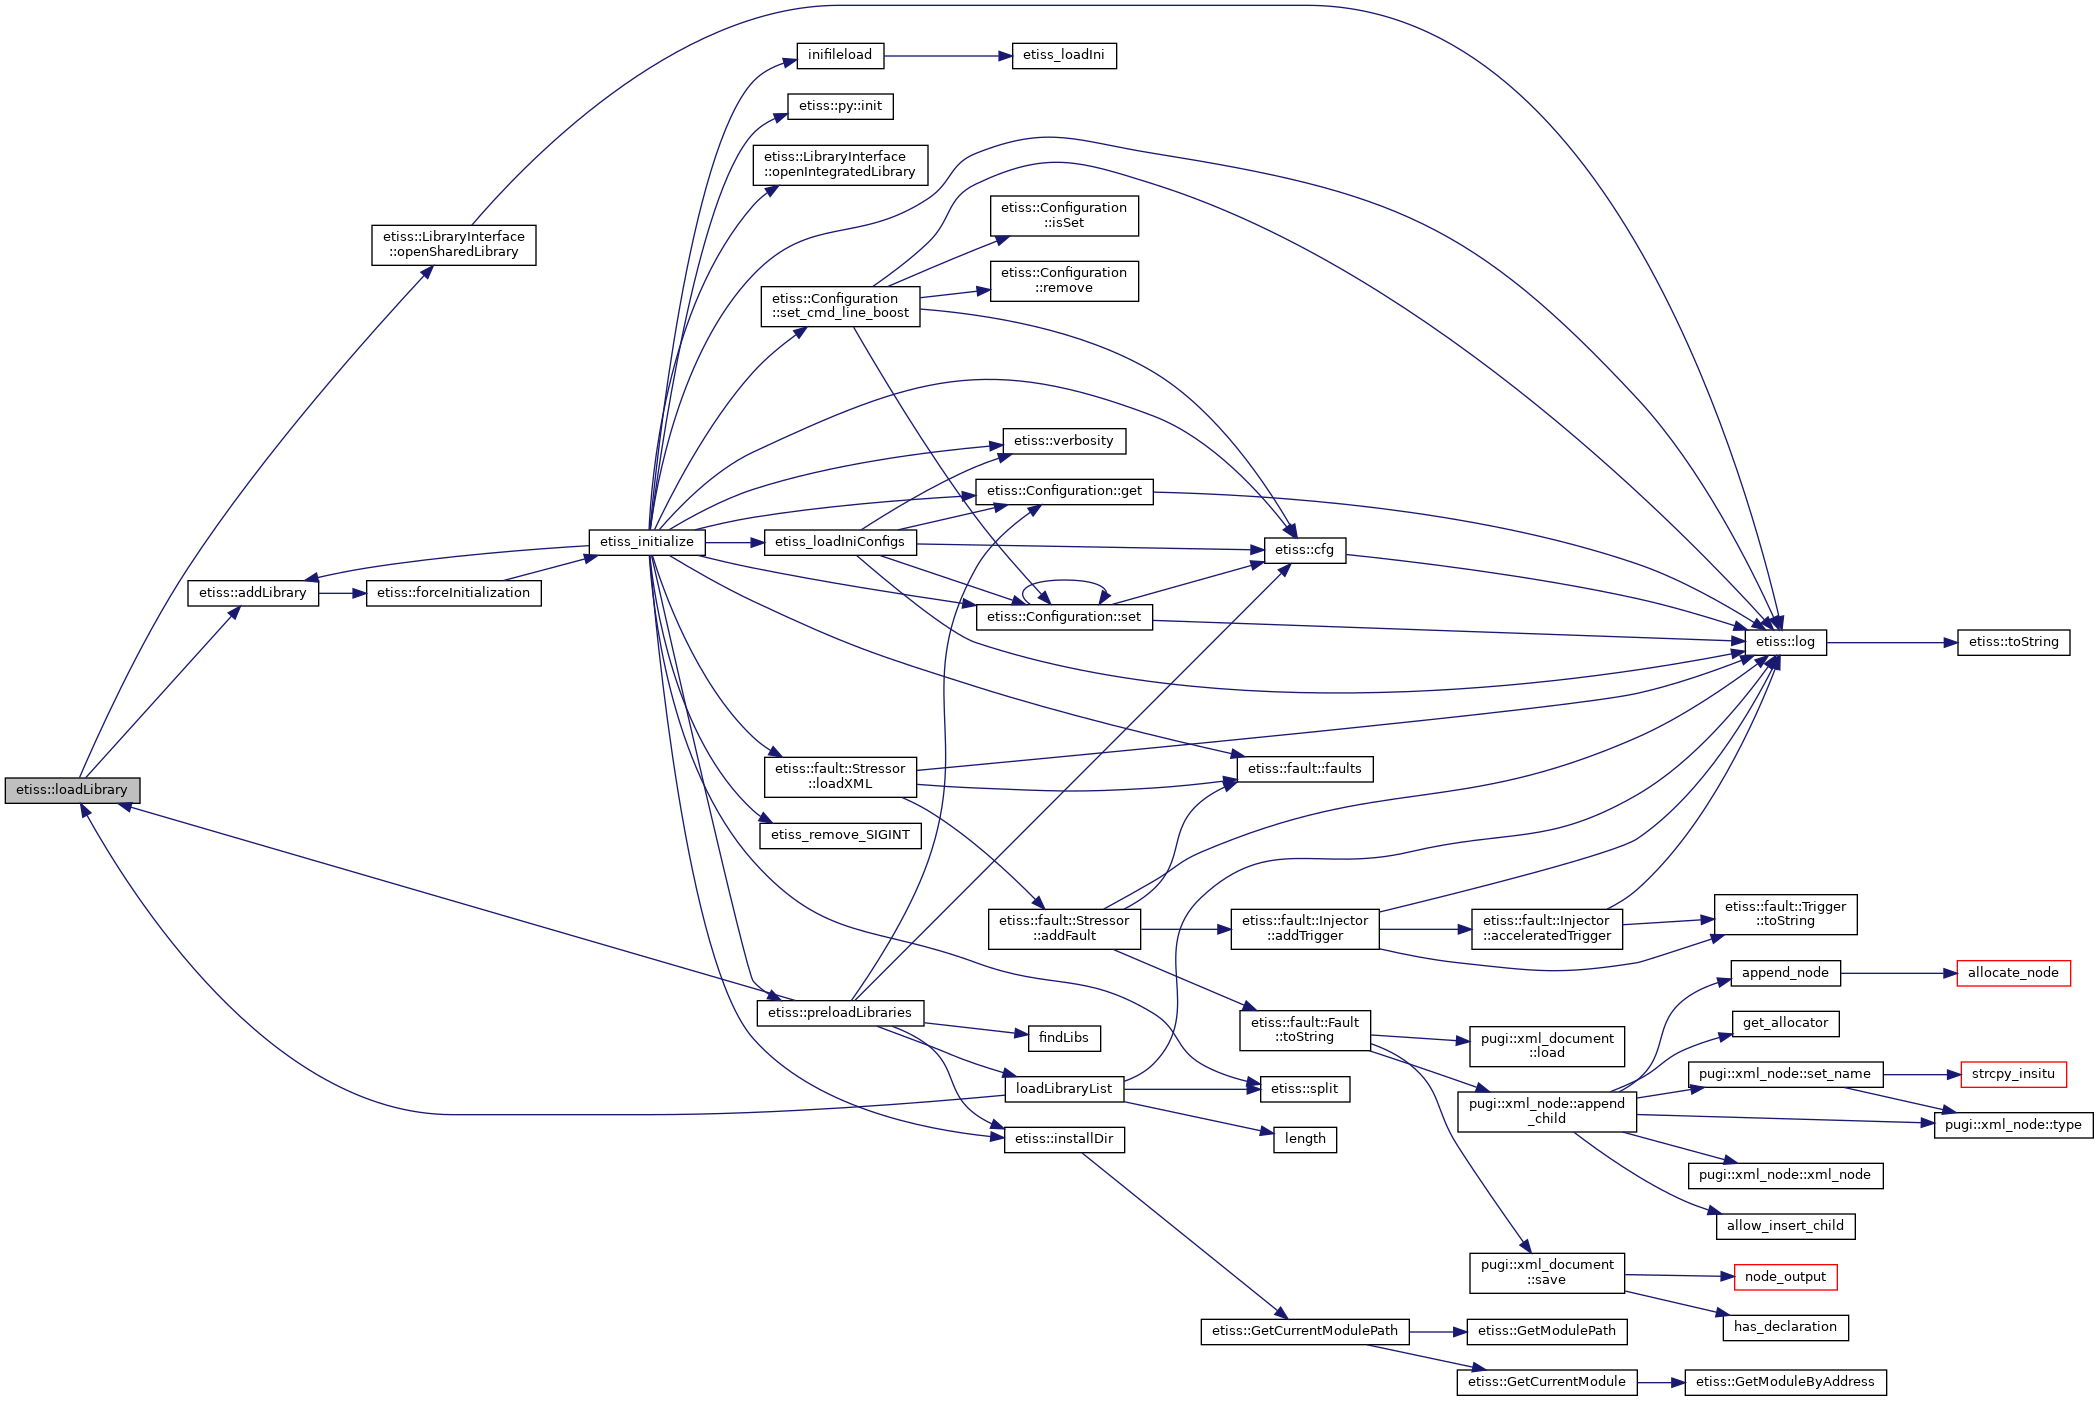 inifileload
etiss_loadIni
etiss::py::init
etiss::LibraryInterface
::openIntegratedLibrary
etiss::Configuration
::isSet
etiss::LibraryInterface
::openSharedLibrary
etiss::Configuration
::remove
etiss::Configuration
::set_cmd_line_boost
etiss::verbosity
etiss::Configuration::get
etiss_initialize
etiss_loadIniConfigs
etiss::cfg
etiss::addLibrary
etiss::forceInitialization
etiss::Configuration::set
etiss::log
etiss::toString
etiss::fault::Stressor
::loadXML
etiss::fault::faults
etiss::loadLibrary
etiss_remove_SIGINT
etiss::fault::Stressor
::addFault
etiss::fault::Injector
::addTrigger
etiss::fault::Injector
::acceleratedTrigger
etiss::fault::Trigger
::toString
append_node
allocate_node
etiss::preloadLibraries
findLibs
etiss::fault::Fault
::toString
pugi::xml_document
::load
get_allocator
loadLibraryList
etiss::split
pugi::xml_node::set_name
strcpy_insitu
pugi::xml_node::append
_child
pugi::xml_node::type
etiss::installDir
length
pugi::xml_node::xml_node
allow_insert_child
pugi::xml_document
::save
node_output
has_declaration
etiss::GetCurrentModulePath
etiss::GetModulePath
etiss::GetCurrentModule
etiss::GetModuleByAddress